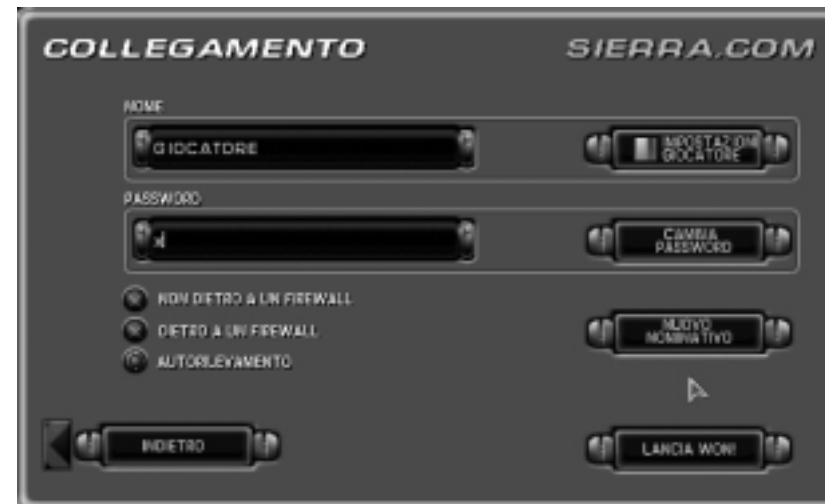 COLLEGAMENTO
SIERRA.COM
NOME
GIOCATORE
IMPOSTAZIONI
GIOCATORE
PASSWORD
x
CAMBIA
PASSWORD
NON DIETRO A UN FIREWALL
DIETRO A UN FIREWALL
AUTORILEVAMENTO
NUOVO
NOMINATIVO
INDIETRO
LANCIA WON!